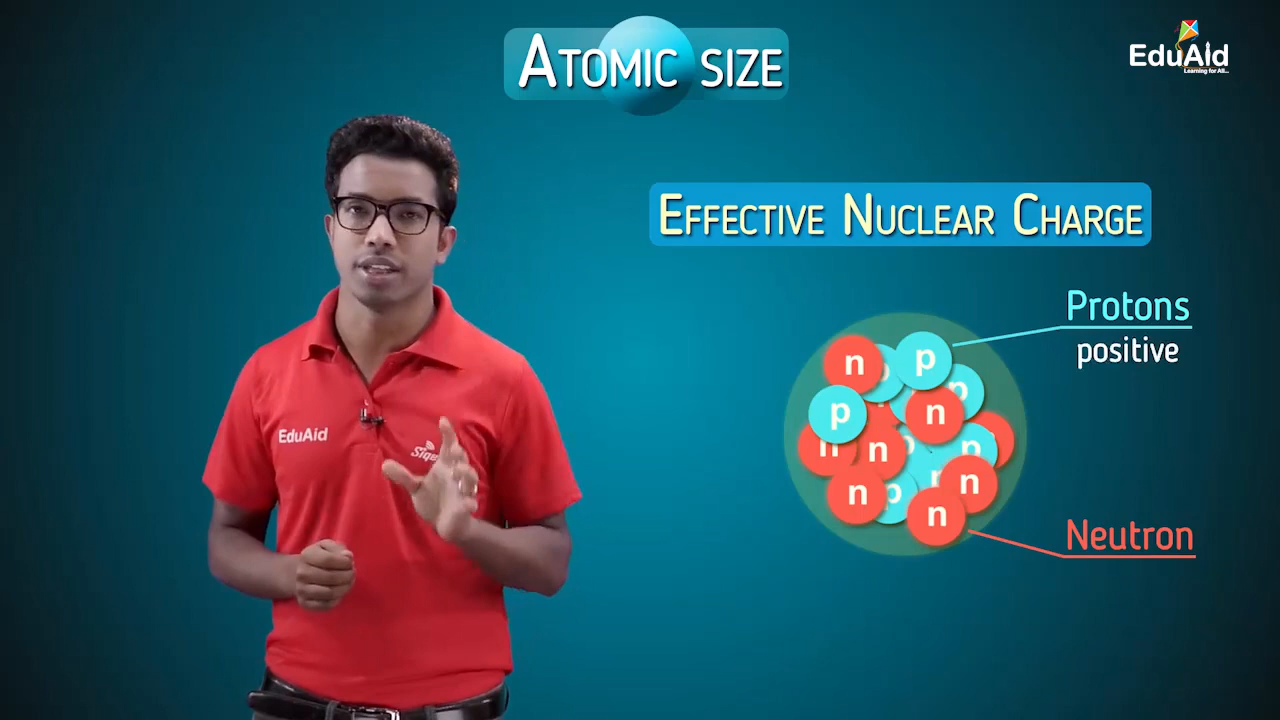 ATOMIC SIZE
EduAid
Learning for All...
EFFECTIVE NUCLEAR CHARGE
Protons
positive
n
p
p
p
p
n
n
n
p
p
n
n
p
n
Neutron
EduAid